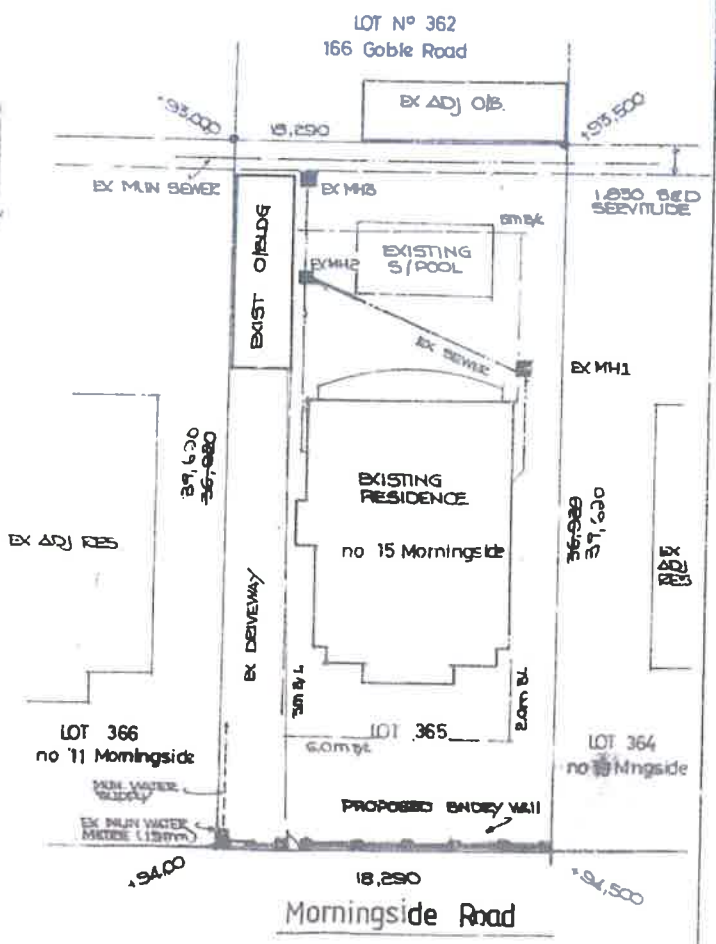 LOT Nº 362
166 Goble Road
EX ADJ O/B.
+93,000
18,290
+93,500
EX MUN SEWER
EX MH3
1.830 SED
SERVITUDE
5m B/L
EXISTING
S/POOL
EX MH2
EXIST O/BLDG
EX SEWER
EX MH1
39,620
36,980
EXISTING
RESIDENCE
no 15 Morningside
36,980
39,620
EX ADJ RES
EX
ADJ
RES
EX DRIVEWAY
3m B/L
2.0m B/L
LOT 366
no 11 Morningside
LOT 365
6.0m B/L
LOT 364
no Mngside
MUN WATER
SUPPLY
PROPOSED BNDRY WALL
EX MUN WATER
METER (15mm)
+94,00
18,290
+94,500
Morningside Road